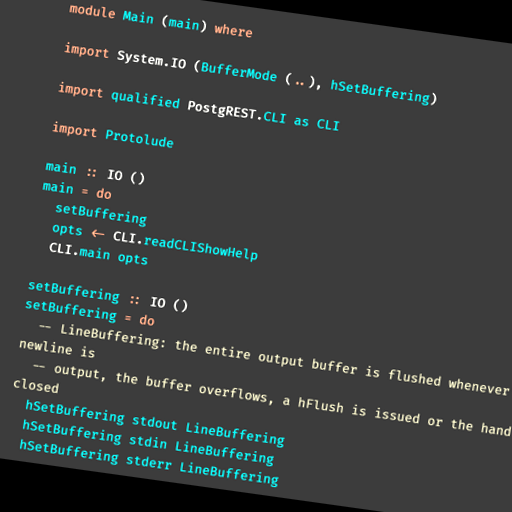 module Main (main) where
import System.IO (BufferMode (..), hSetBuffering)
import qualified PostgREST.CLI as CLI
import Protolude
main :: IO ()
main = do
setBuffering
opts <- CLI.readCLIShowHelp
CLI.main opts
setBuffering :: IO ()
setBuffering = do
-- LineBuffering: the entire output buffer is flushed whenever
newline is
-- output, the buffer overflows, a hFlush is issued or the hand
closed
hSetBuffering stdout LineBuffering
hSetBuffering stdin LineBuffering
hSetBuffering stderr LineBuffering